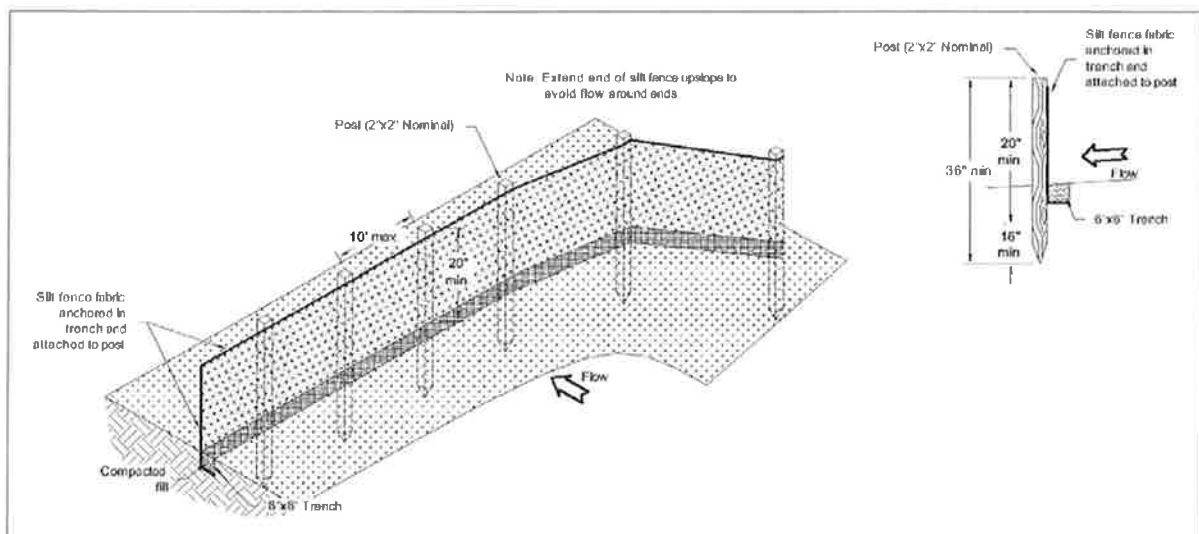 Note: Extend end of silt fence upslope to
avoid flow around ends.
Post (2"x2" Nominal)
10' max
20"
min
Silt fence fabric
anchored in
trench and
attached to post
Flow
Compacted
fill
6"x6" Trench
Post (2"x2" Nominal)
Silt fence fabric
anchored in
trench and
attached to post
36" min
20"
min
Flow
6"x6" Trench
16"
min